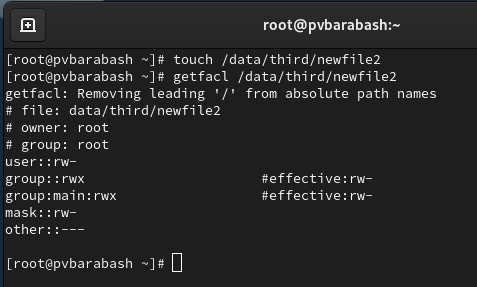 root@pvbarabash:~
[root@pvbarabash ~]# touch /data/third/newfile2
[root@pvbarabash ~]# getfacl /data/third/newfile2
getfacl: Removing leading '/' from absolute path names
# file: data/third/newfile2
# owner: root
# group: root
user::rw-
group::rwx                      #effective:rw-
group:main:rwx                  #effective:rw-
mask::rw-
other::---
[root@pvbarabash ~]#